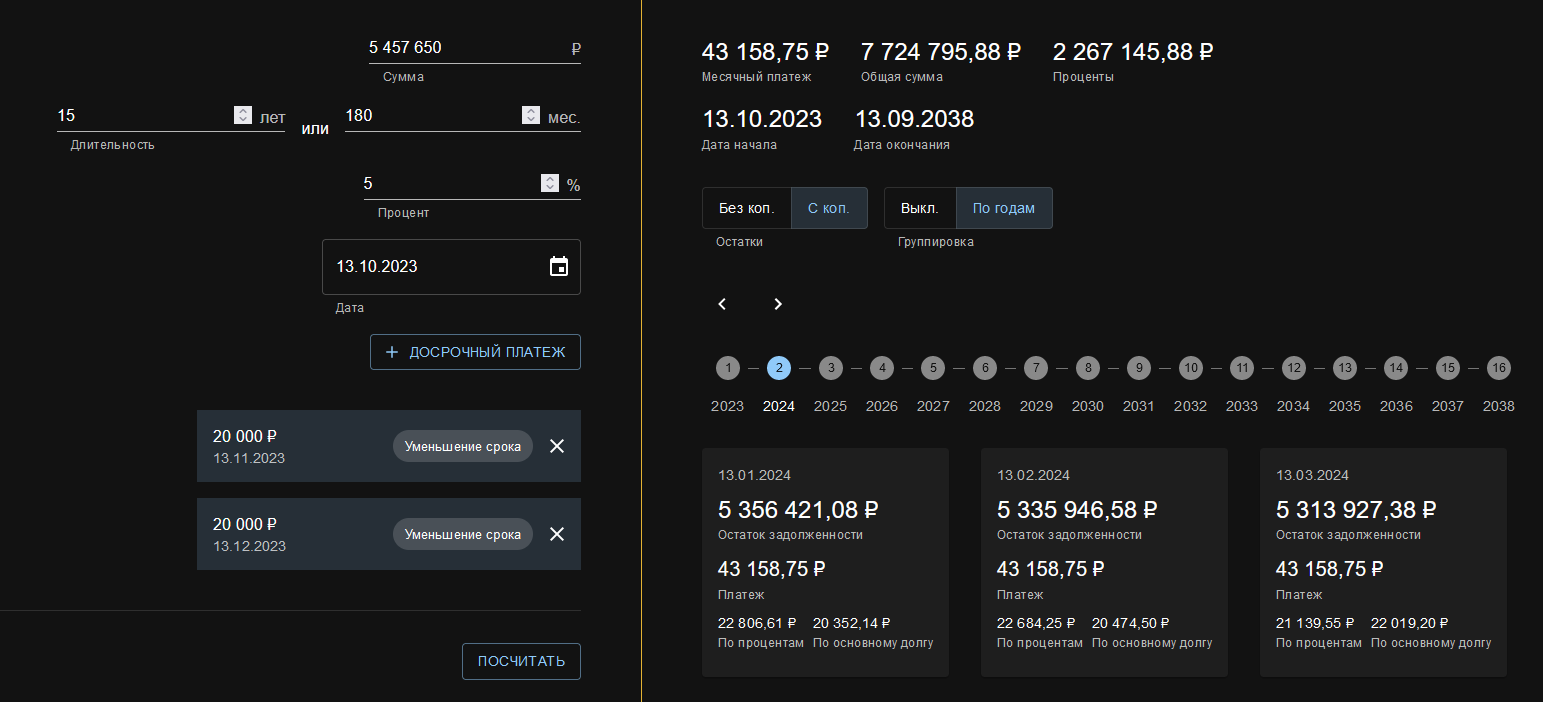 5 457 650 ₽
Сумма
15 лет или 180 мес.
Длительность
5 %
Процент
13.10.2023
Дата
+ ДОСРОЧНЫЙ ПЛАТЕЖ
20 000 ₽
13.11.2023
Уменьшение срока
20 000 ₽
13.12.2023
Уменьшение срока
ПОСЧИТАТЬ
43 158,75 ₽ 7 724 795,88 ₽ 2 267 145,88 ₽
Месячный платеж Общая сумма Проценты
13.10.2023 13.09.2038
Дата начала Дата окончания
Без коп. С коп. Выкл. По годам
Остатки Группировка
1 2 3 4 5 6 7 8 9 10 11 12 13 14 15 16
2023 2024 2025 2026 2027 2028 2029 2030 2031 2032 2033 2034 2035 2036 2037 2038
13.01.2024
5 356 421,08 ₽
Остаток задолженности
43 158,75 ₽
Платеж
22 806,61 ₽ 20 352,14 ₽
По процентам По основному долгу
13.02.2024
5 335 946,58 ₽
Остаток задолженности
43 158,75 ₽
Платеж
22 684,25 ₽ 20 474,50 ₽
По процентам По основному долгу
13.03.2024
5 313 927,38 ₽
Остаток задолженности
43 158,75 ₽
Платеж
21 139,55 ₽ 22 019,20 ₽
По процентам По основному долгу